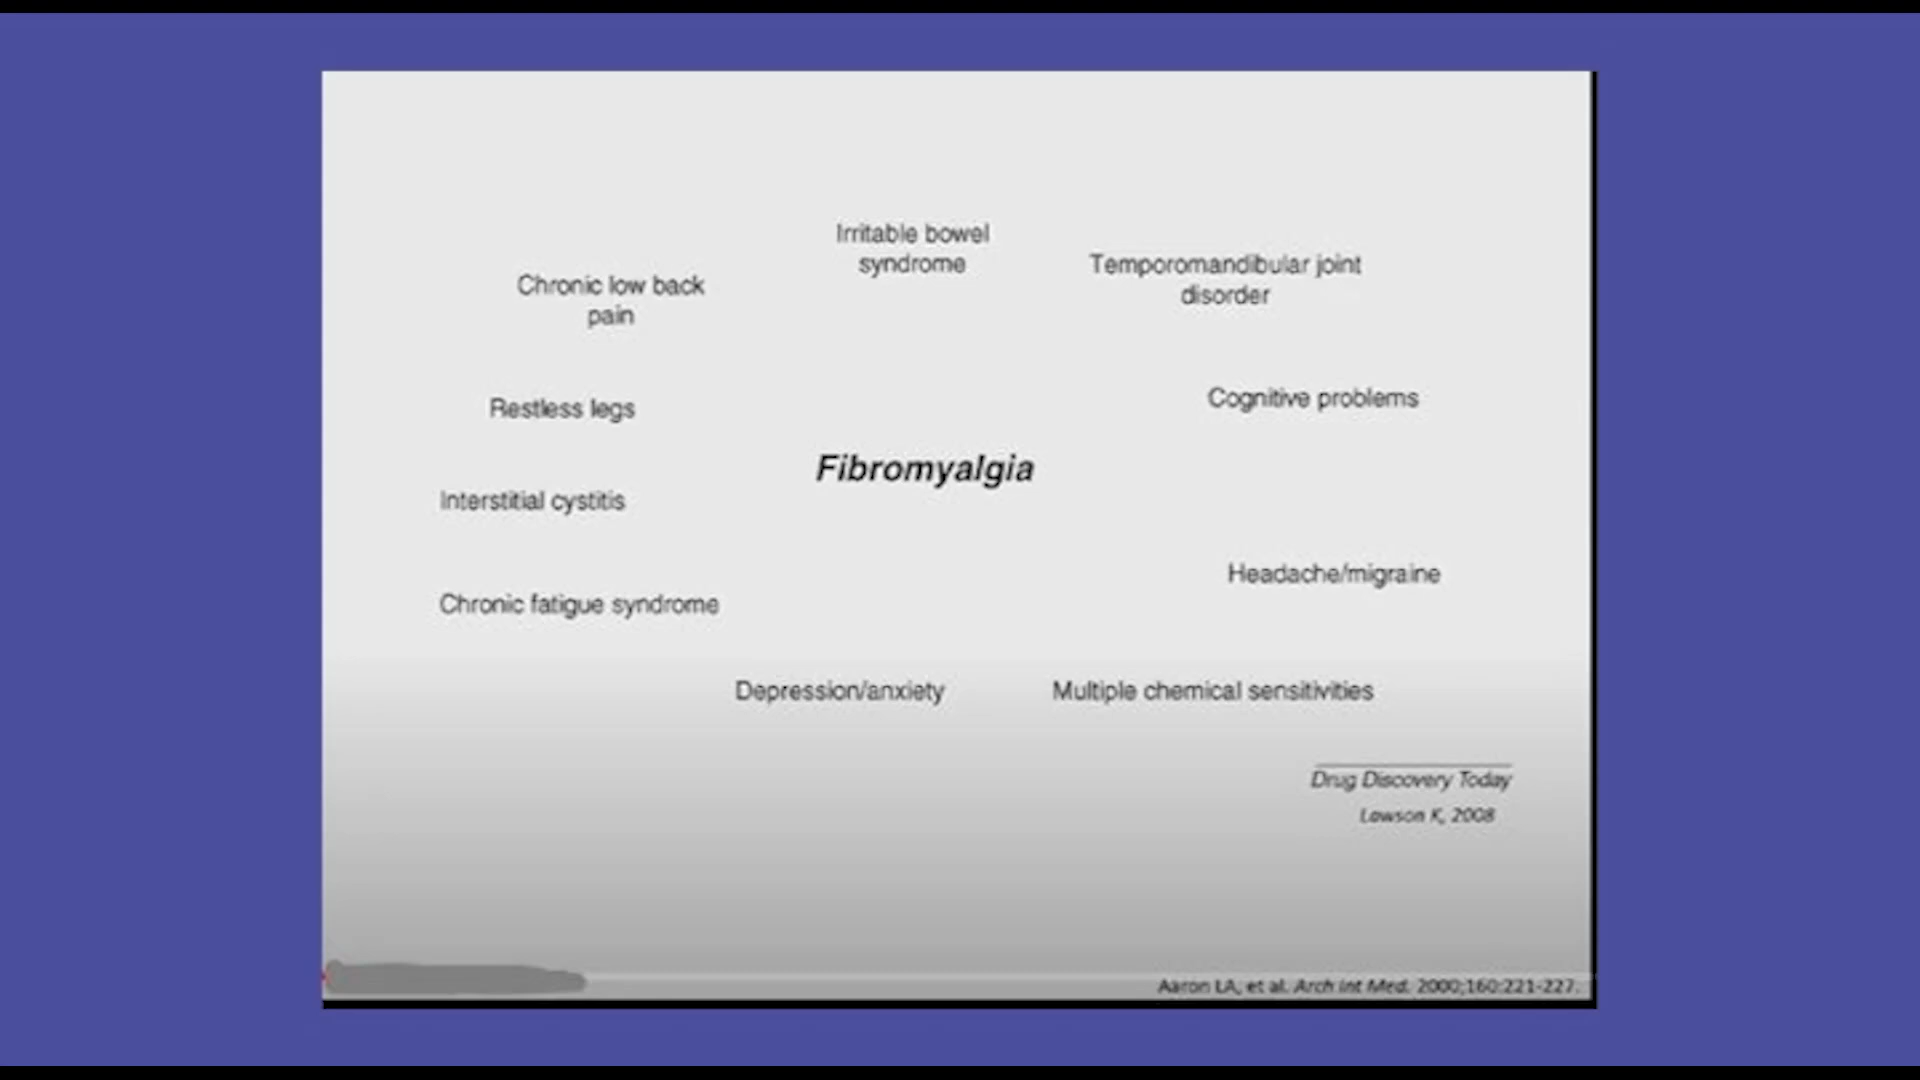 Irritable bowel
syndrome
Temporomandibular joint
disorder
Chronic low back
pain
Cognitive problems
Restless legs
Fibromyalgia
Interstitial cystitis
Headache/migraine
Chronic fatigue syndrome
Depression/anxiety
Multiple chemical sensitivities
Drug Discovery Today
Lawson K, 2008
Aaron LA, et al. Arch Int Med. 2000;160:221-227.